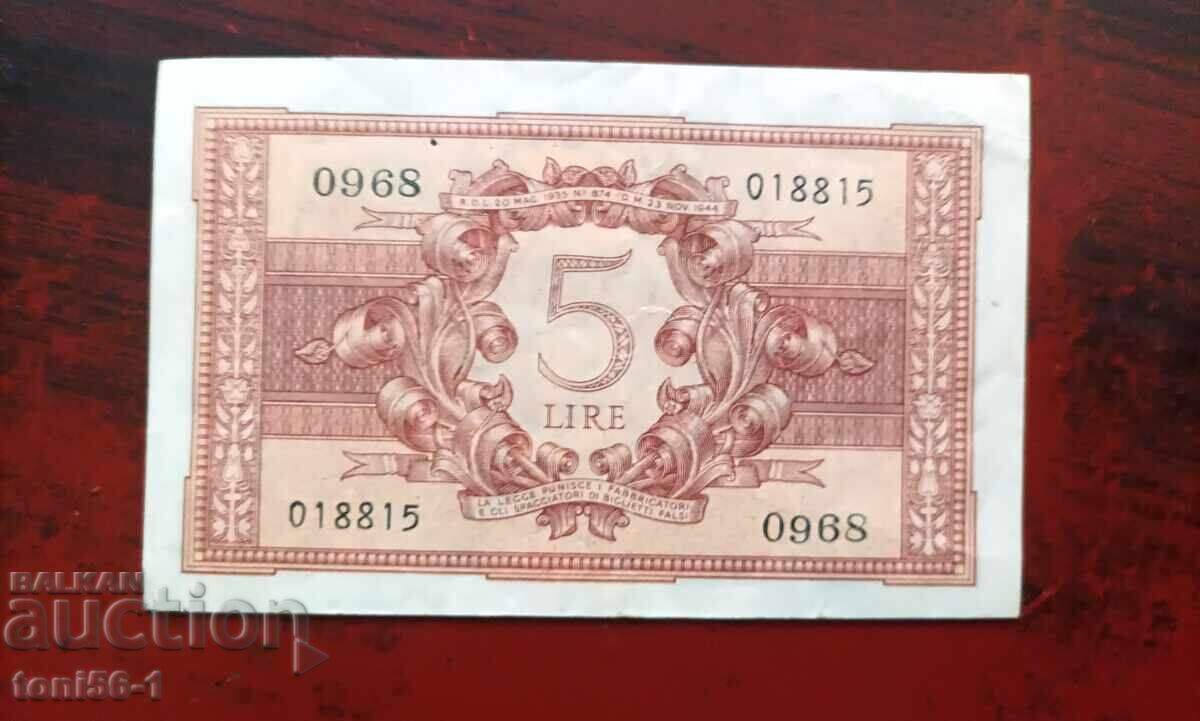 0968
018815
R.D.L. 20 MAG. 1935 Nº 874 (D.M. 23 NOV. 1944
5
LIRE
LA LEGGE PUNISCE I FABBRICATORI
E GLI SPACCIATORI DI BIGLIETTI FALSI
018815
0968
BALKAN
auction
toni56-1